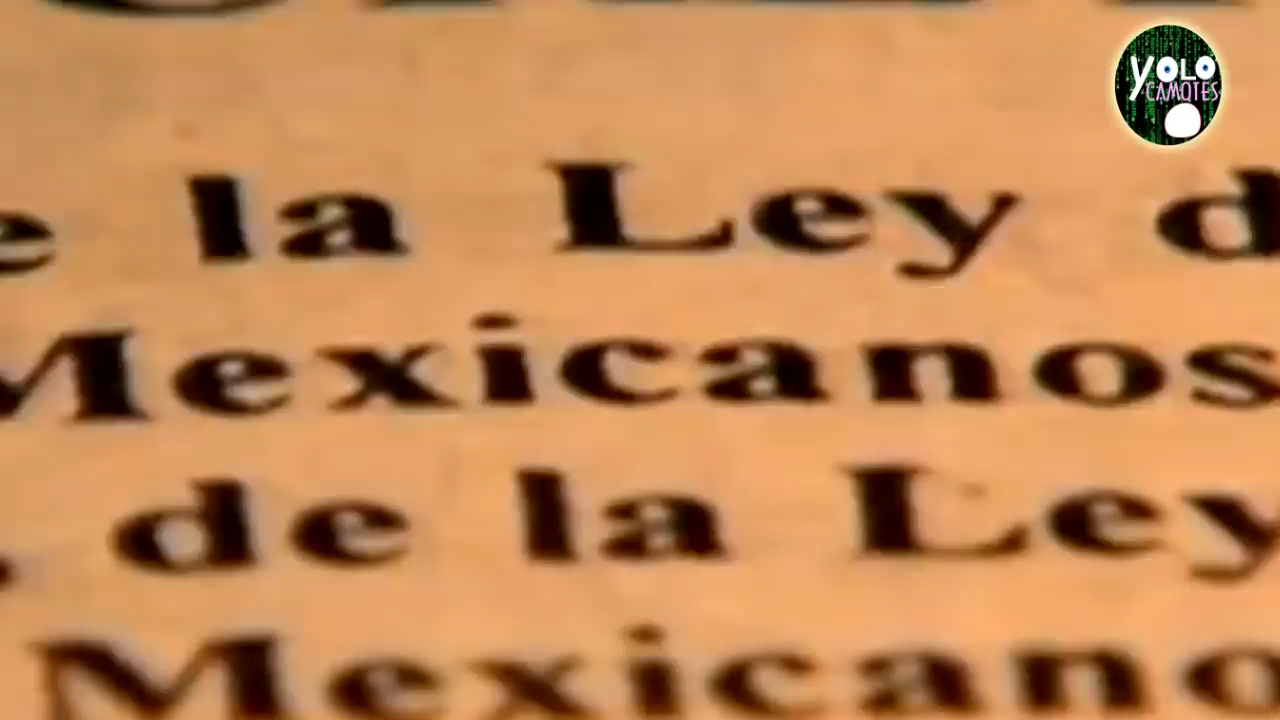 YOLO
CAMOTES
e la Ley d
Mexicanos
de la Ley
Mexicano